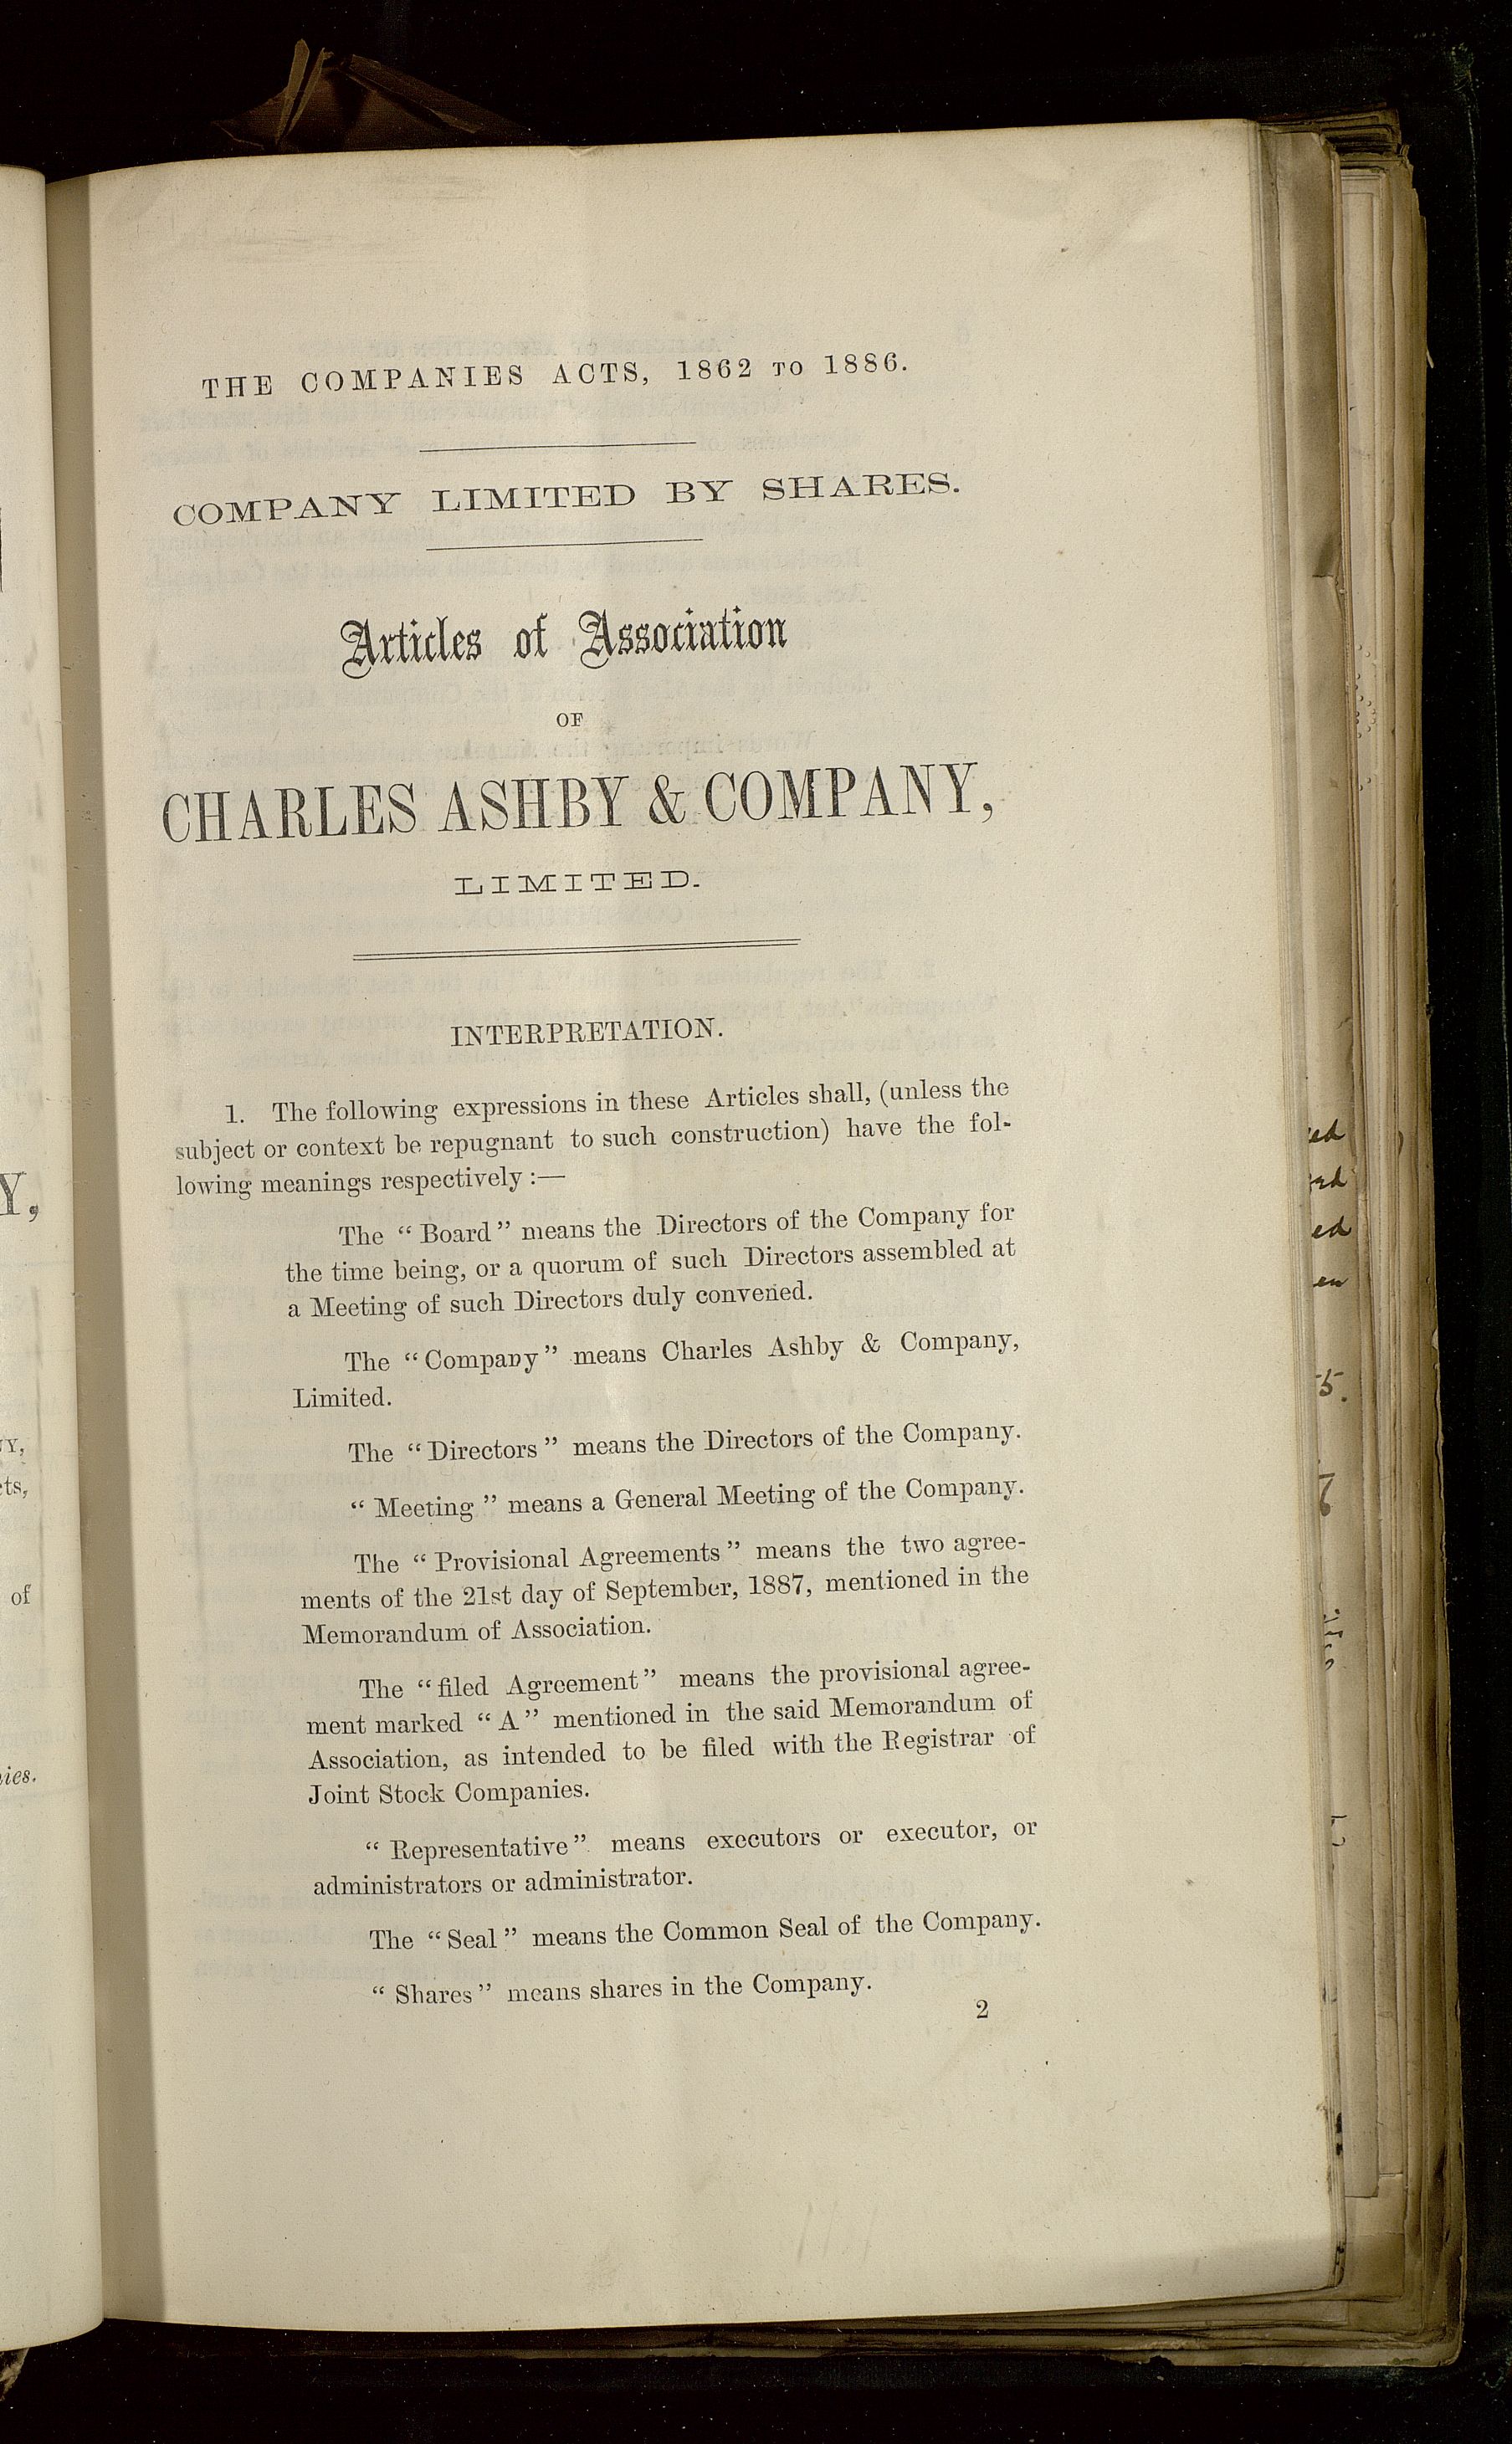 THE COMPANIES ACTS, 1862 TO 1886.
COMPANY LIMITED BY SHARES.
Articles of Association
OF
CHARLES ASHBY & COMPANY,
LIMITED.
INTERPRETATION.
1. The following expressions in these Articles shall, (unless the
subject or context be repugnant to such construction) have the fol-
lowing meanings respectively :—
The “Board” means the Directors of the Company for
the time being, or a quorum of such Directors assembled at
a Meeting of such Directors duly convened.
The “Company” means Charles Ashby & Company,
Limited.
The “Directors” means the Directors of the Company.
“Meeting” means a General Meeting of the Company.
The “Provisional Agreements” means the two agree-
ments of the 21st day of September, 1887, mentioned in the
Memorandum of Association.
The “filed Agreement” means the provisional agree-
ment marked “A” mentioned in the said Memorandum of
Association, as intended to be filed with the Registrar of
Joint Stock Companies.
“Representative” means executors or executor, or
administrators or administrator.
The “Seal” means the Common Seal of the Company.
“Shares” means shares in the Company.
2